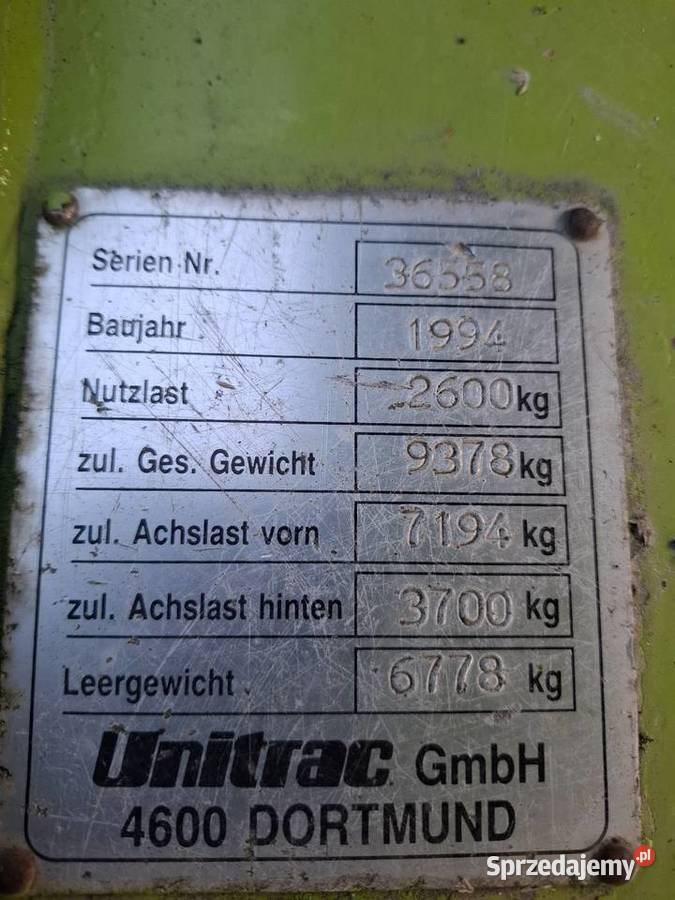 Serien Nr. 36558
Baujahr 1994
Nutzlast 2600 kg
zul. Ges. Gewicht 9378 kg
zul. Achslast vorn 7194 kg
zul. Achslast hinten 3700 kg
Leergewicht 6778 kg
Unitrac GmbH
4600 DORTMUND
Sprzedajemy.pl